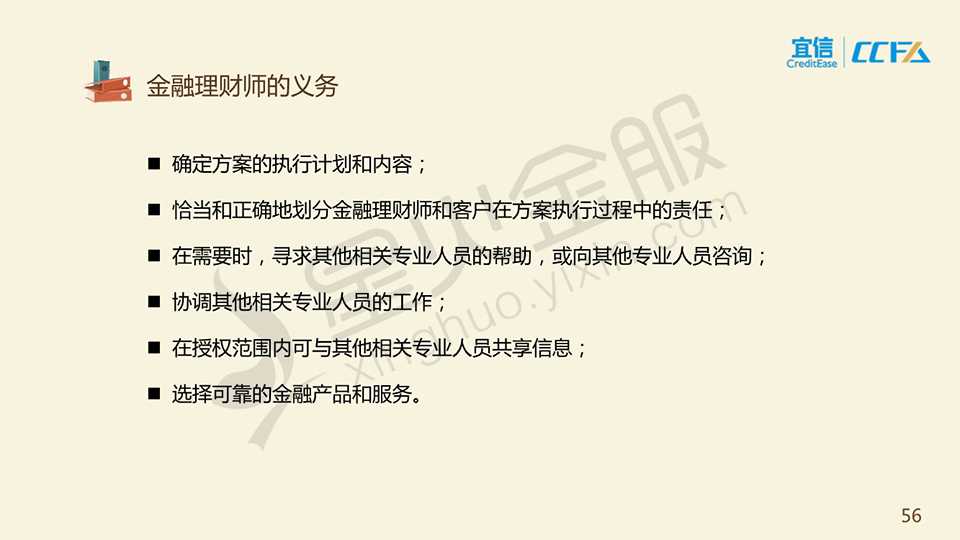 宜信
CreditEase
CCFA
金融理财师的义务
■ 确定方案的执行计划和内容；
■ 恰当和正确地划分金融理财师和客户在方案执行过程中的责任；
■ 在需要时，寻求其他相关专业人员的帮助，或向其他专业人员咨询；
■ 协调其他相关专业人员的工作；
■ 在授权范围内可与其他相关专业人员共享信息；
■ 选择可靠的金融产品和服务。
星火金服
xinghuo.yixin.com
56